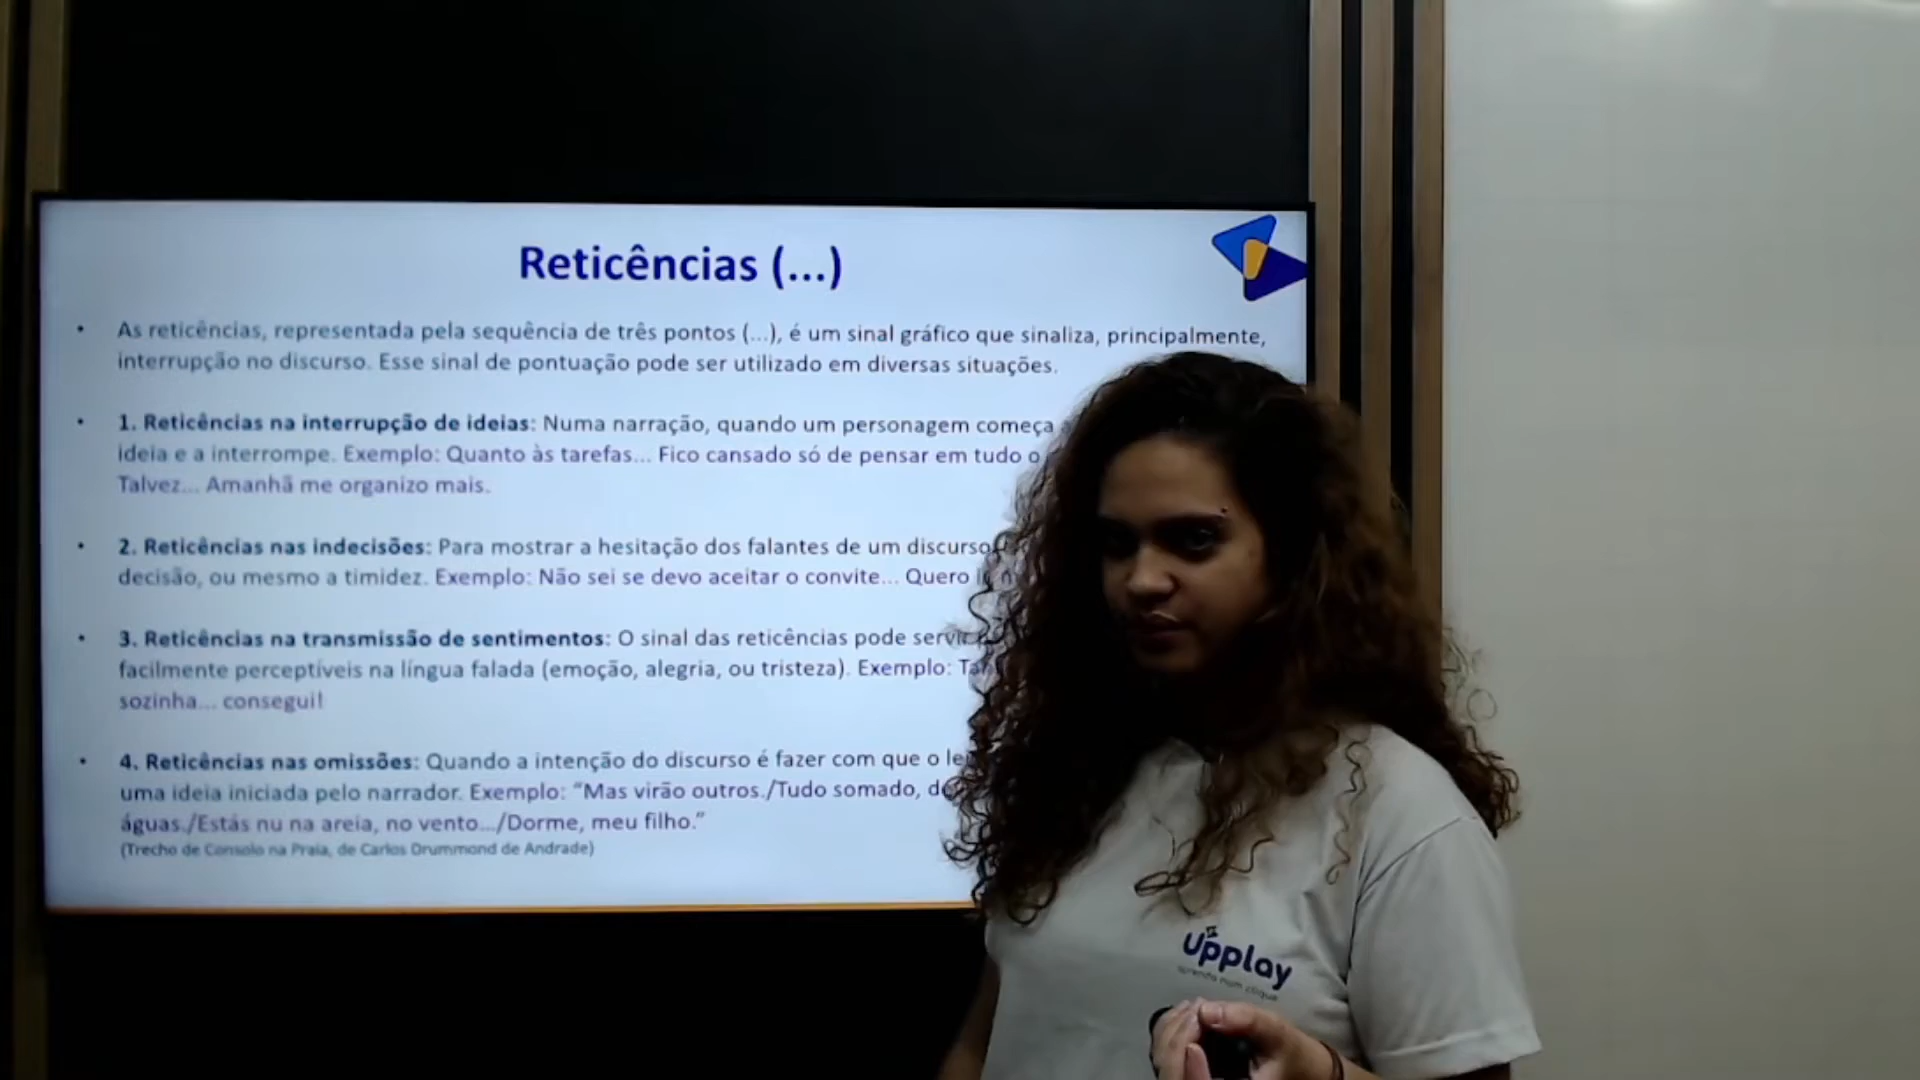 Reticências (...)
• As reticências, representada pela sequência de três pontos (...), é um sinal gráfico que sinaliza, principalmente,
interrupção no discurso. Esse sinal de pontuação pode ser utilizado em diversas situações.
• 1. Reticências na interrupção de ideias: Numa narração, quando um personagem começa
ideia e a interrompe. Exemplo: Quanto às tarefas... Fico cansado só de pensar em tudo o
Talvez... Amanhã me organizo mais.
• 2. Reticências nas indecisões: Para mostrar a hesitação dos falantes de um discurso
decisão, ou mesmo a timidez. Exemplo: Não sei se devo aceitar o convite... Quero
• 3. Reticências na transmissão de sentimentos: O sinal das reticências pode servir
facilmente perceptíveis na língua falada (emoção, alegria, ou tristeza). Exemplo:
sozinha... consegui!
• 4. Reticências nas omissões: Quando a intenção do discurso é fazer com que o
uma ideia iniciada pelo narrador. Exemplo: “Mas virão outros./Tudo somado,
águas./Estás nu na areia, no vento.../Dorme, meu filho.”
(Trecho de Consolo na Praia, de Carlos Drummond de Andrade)
Upplay
aprenda num clique